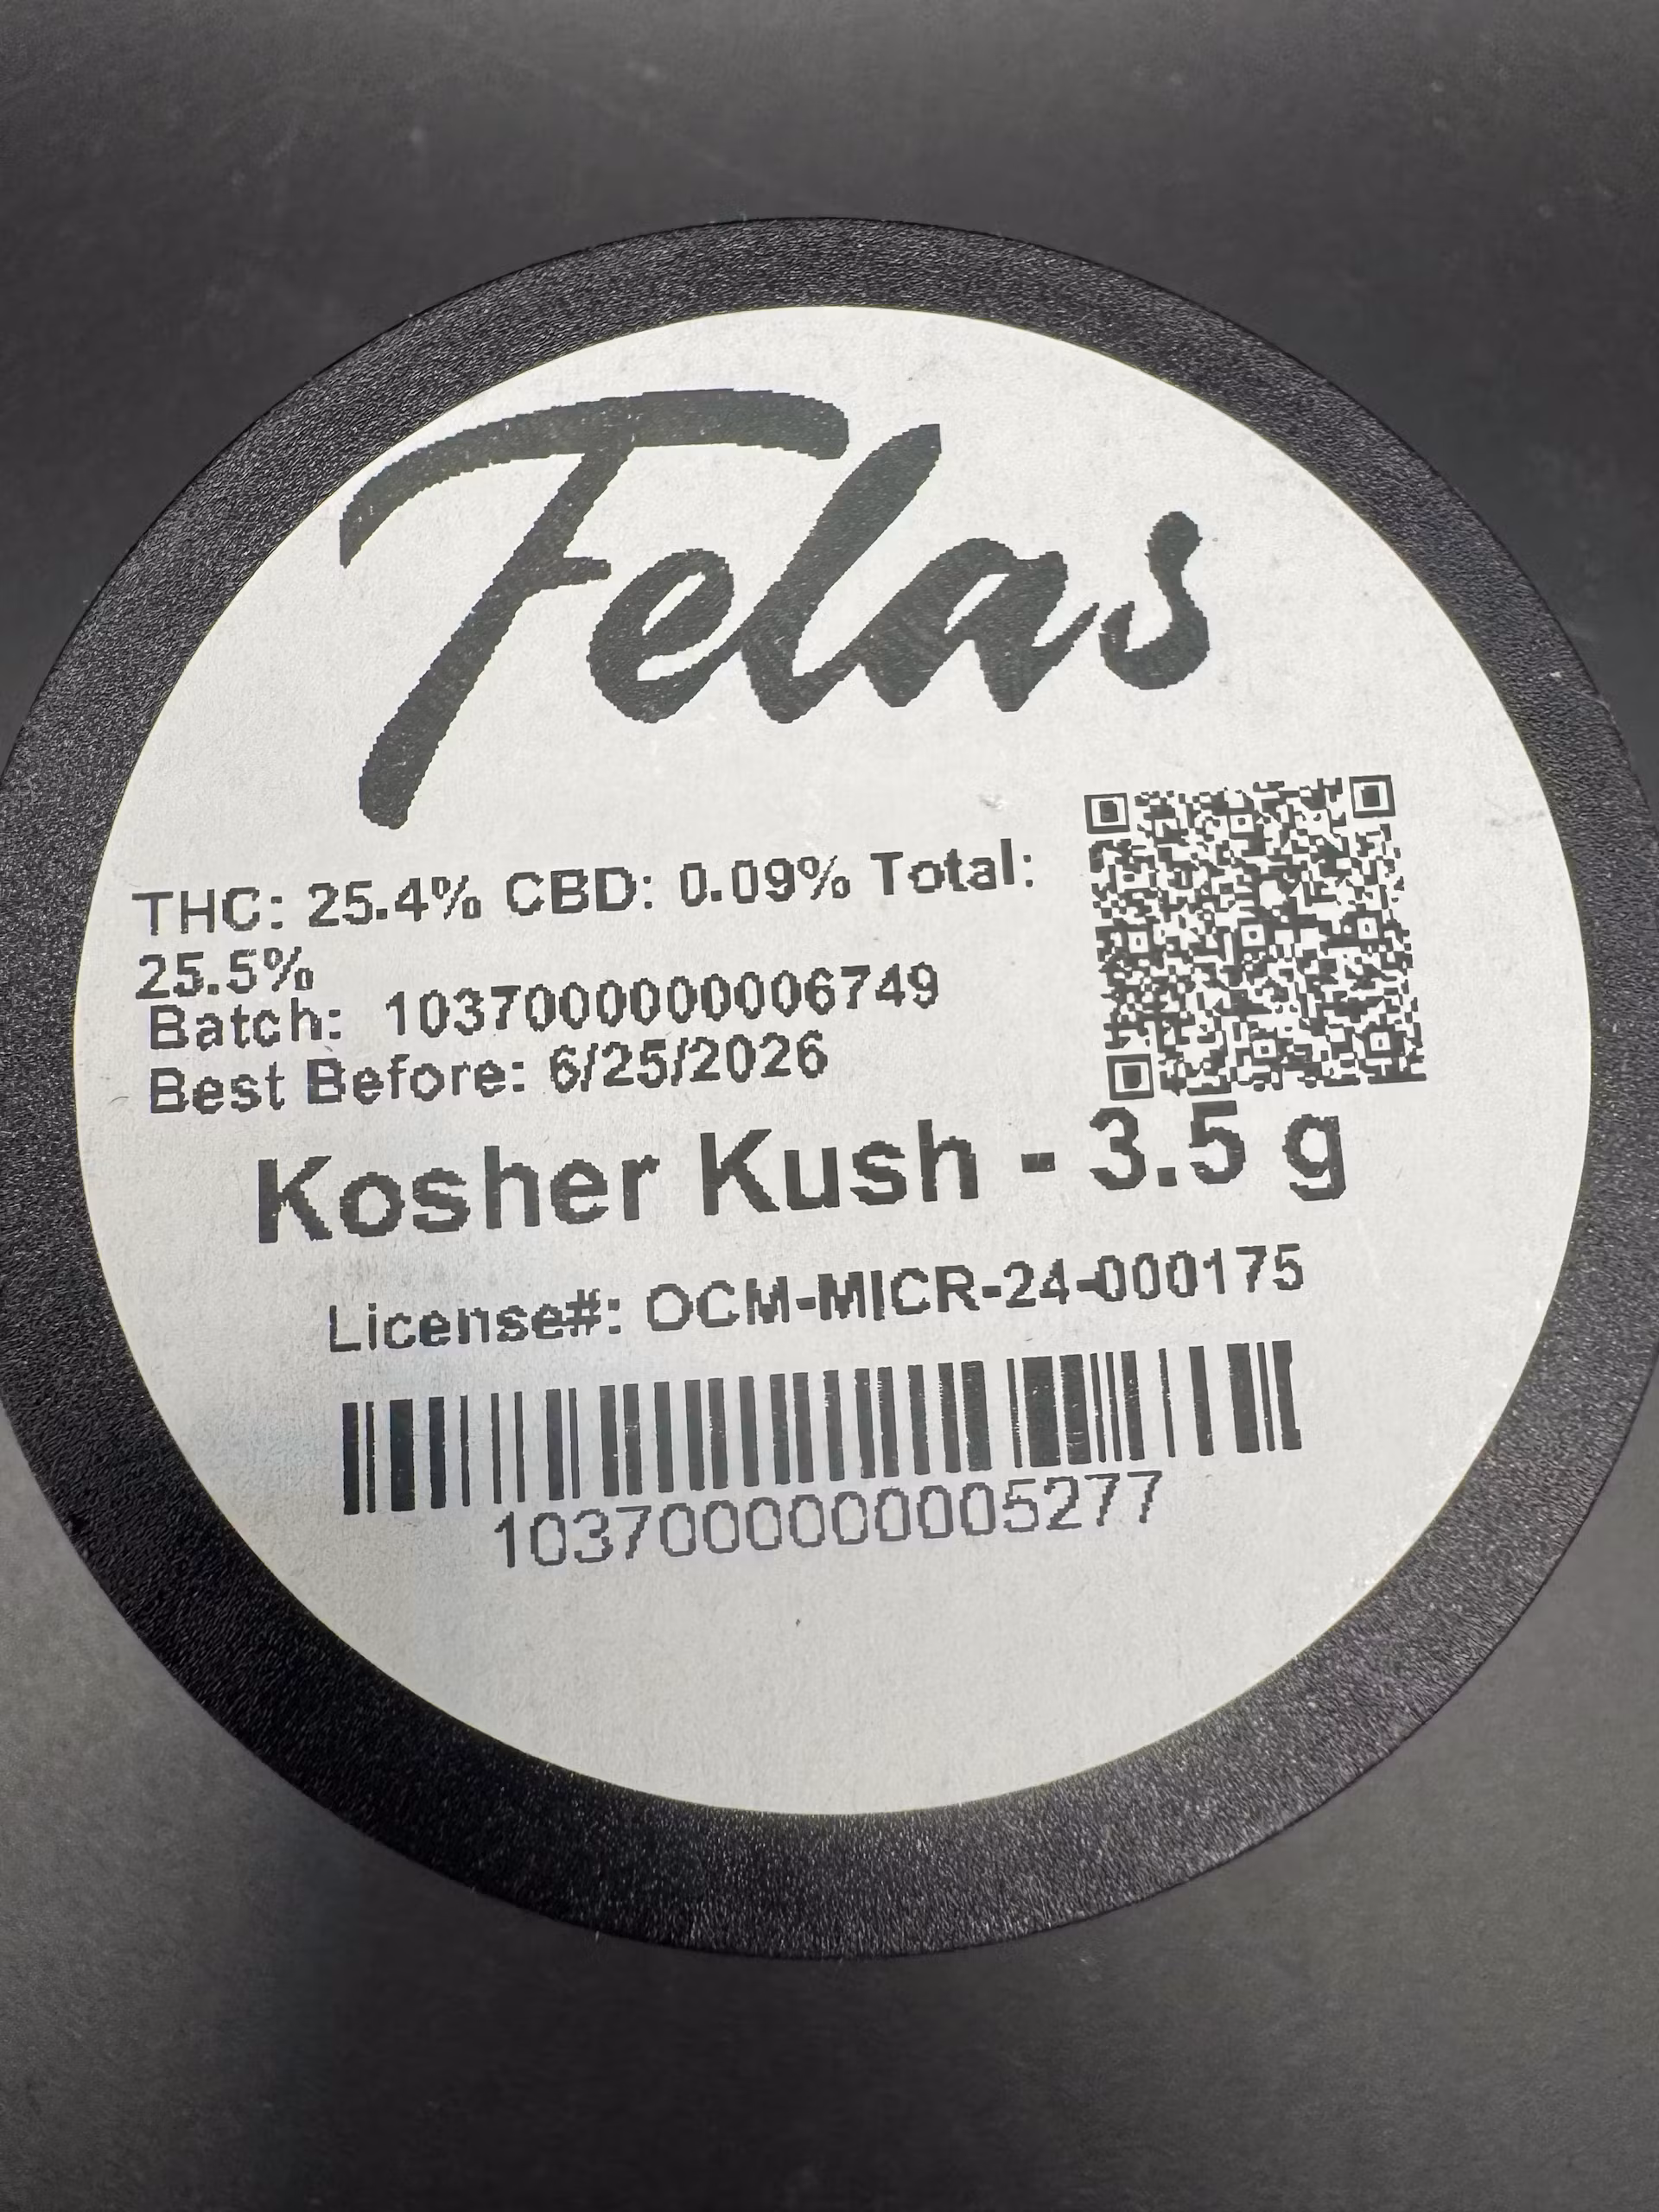 Felas
THC: 25.4% CBD: 0.09% Total:
25.5%
Batch: 1037000000006749
Best Before: 6/25/2026
Kosher Kush - 3.5 g
License#: OCM-MICR-24-000175
1037000000005277